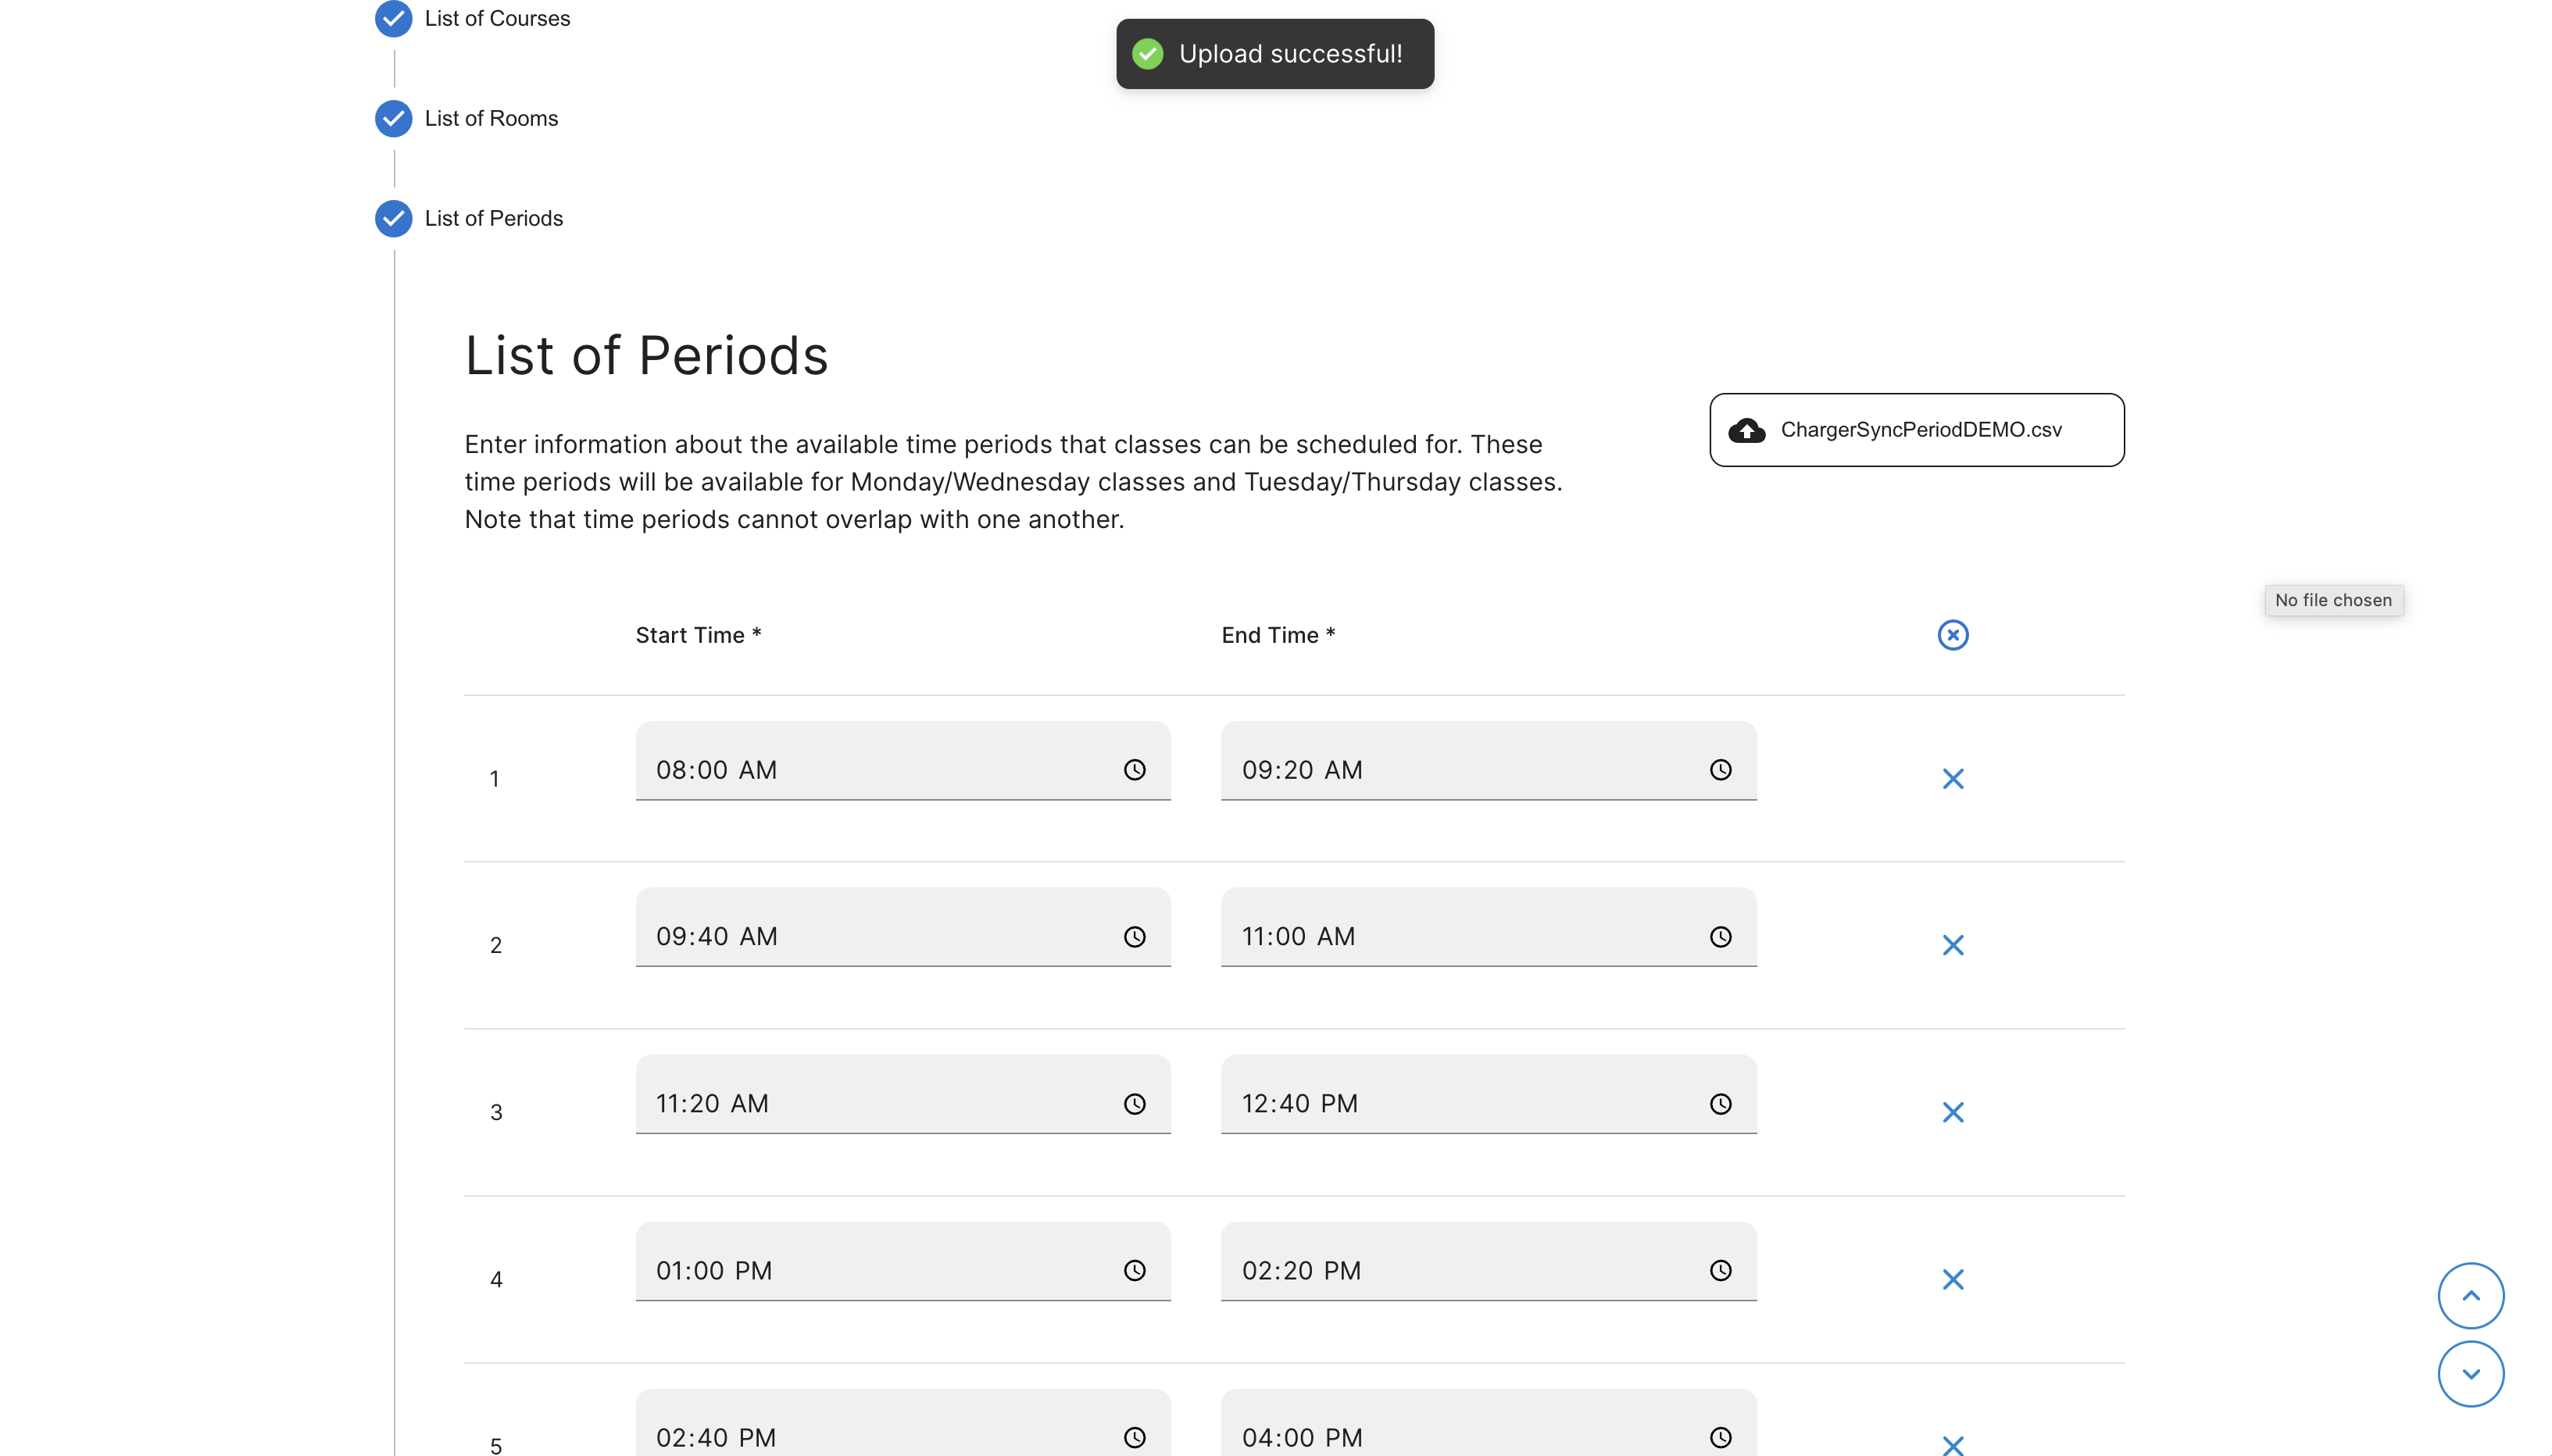 List of Courses
Upload successful!
List of Rooms
List of Periods
List of Periods
ChargerSyncPeriodDEMO.csv
Enter information about the available time periods that classes can be scheduled for. These
time periods will be available for Monday/Wednesday classes and Tuesday/Thursday classes.
Note that time periods cannot overlap with one another.
No file chosen
Start Time * End Time *
1 08:00 AM 09:20 AM
2 09:40 AM 11:00 AM
3 11:20 AM 12:40 PM
4 01:00 PM 02:20 PM
5 02:40 PM 04:00 PM